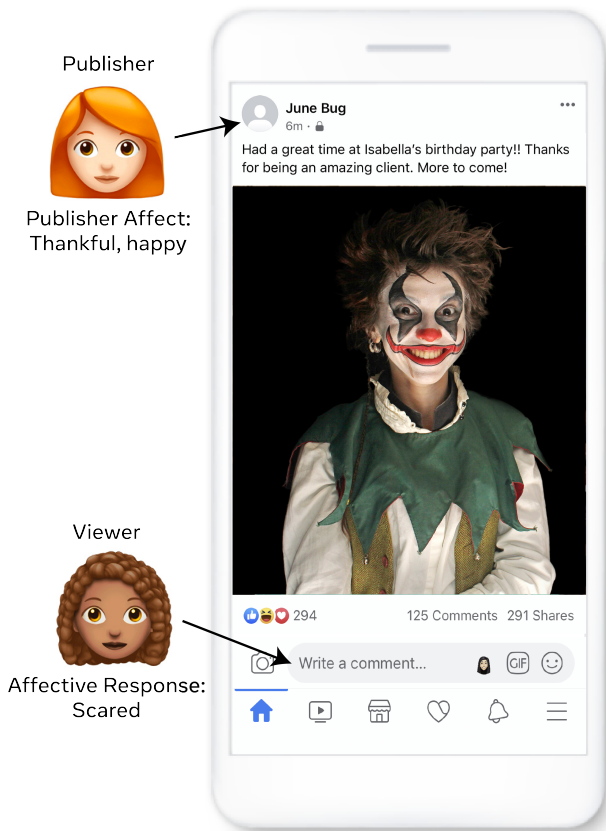 Publisher
Publisher Affect:
Thankful, happy
June Bug
6m ·
Had a great time at Isabella's birthday party!! Thanks
for being an amazing client. More to come!
Viewer
Affective Response:
Scared
294
125 Comments 291 Shares
Write a comment...
GIF